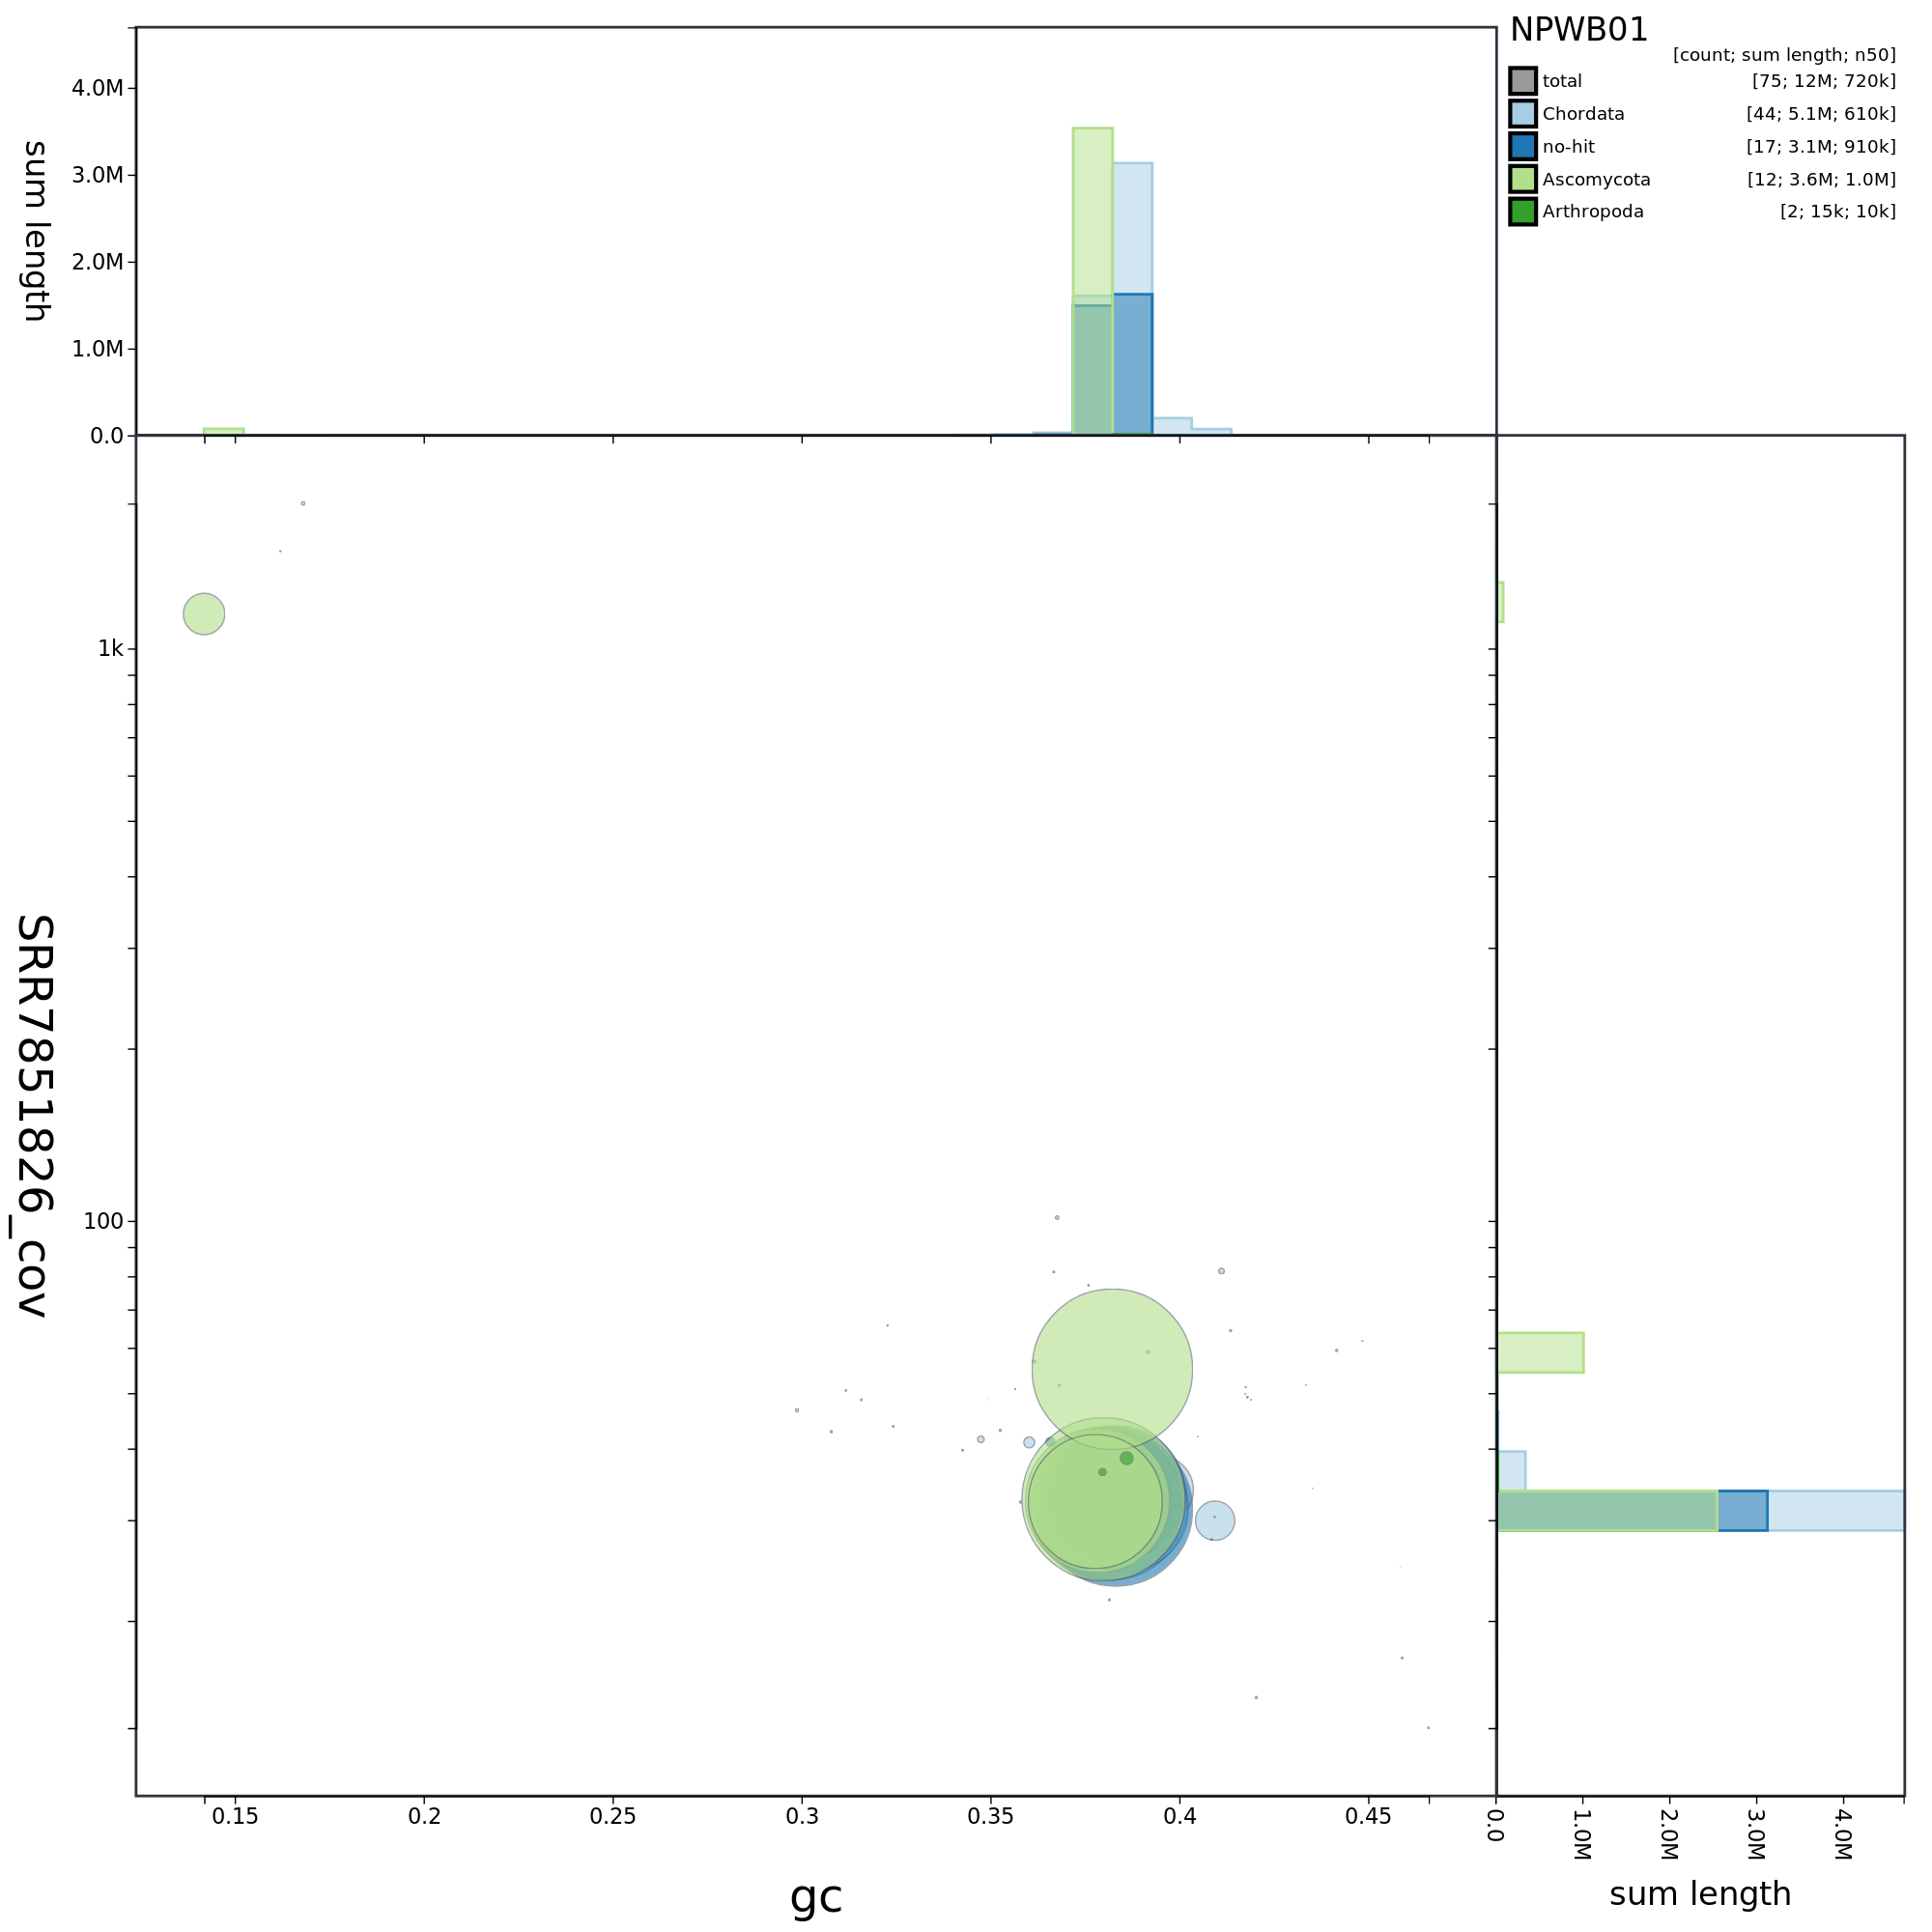 NPWB01
[count; sum length; n50]
total [75; 12M; 720k]
Chordata [44; 5.1M; 610k]
no-hit [17; 3.1M; 910k]
Ascomycota [12; 3.6M; 1.0M]
Arthropoda [2; 15k; 10k]
sum length
4.0M
3.0M
2.0M
1.0M
0.0
SRR7851826_cov
1k
100
0.15 0.2 0.25 0.3 0.35 0.4 0.45
gc
0.0 1.0M 2.0M 3.0M 4.0M
sum length